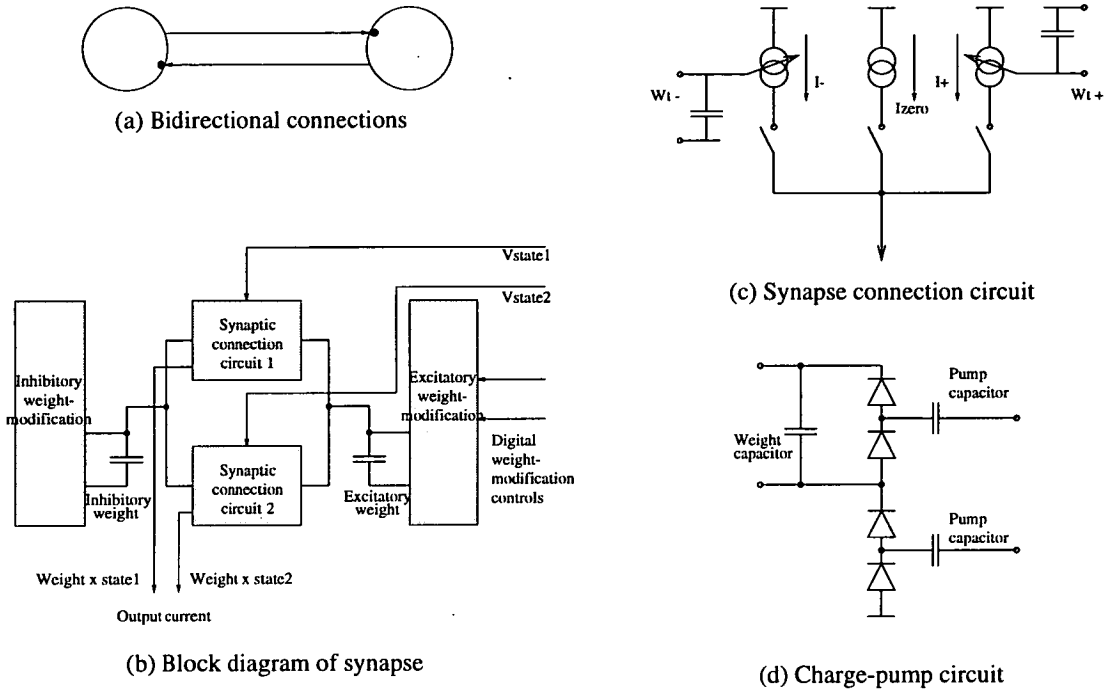 (a) Bidirectional connections
Vstate1
Vstate2
Synaptic
connection
circuit 1
Inhibitory
weight-
modification
Excitatory
weight-
modification
Synaptic
connection
circuit 2
Inhibitory
weight
Excitatory
weight
Digital
weight-
modification
controls
Weight x state1
Weight x state2
Output current
(b) Block diagram of synapse
Wt -
I-
Izero
I+
Wt +
(c) Synapse connection circuit
Pump
capacitor
Weight
capacitor
Pump
capacitor
(d) Charge-pump circuit